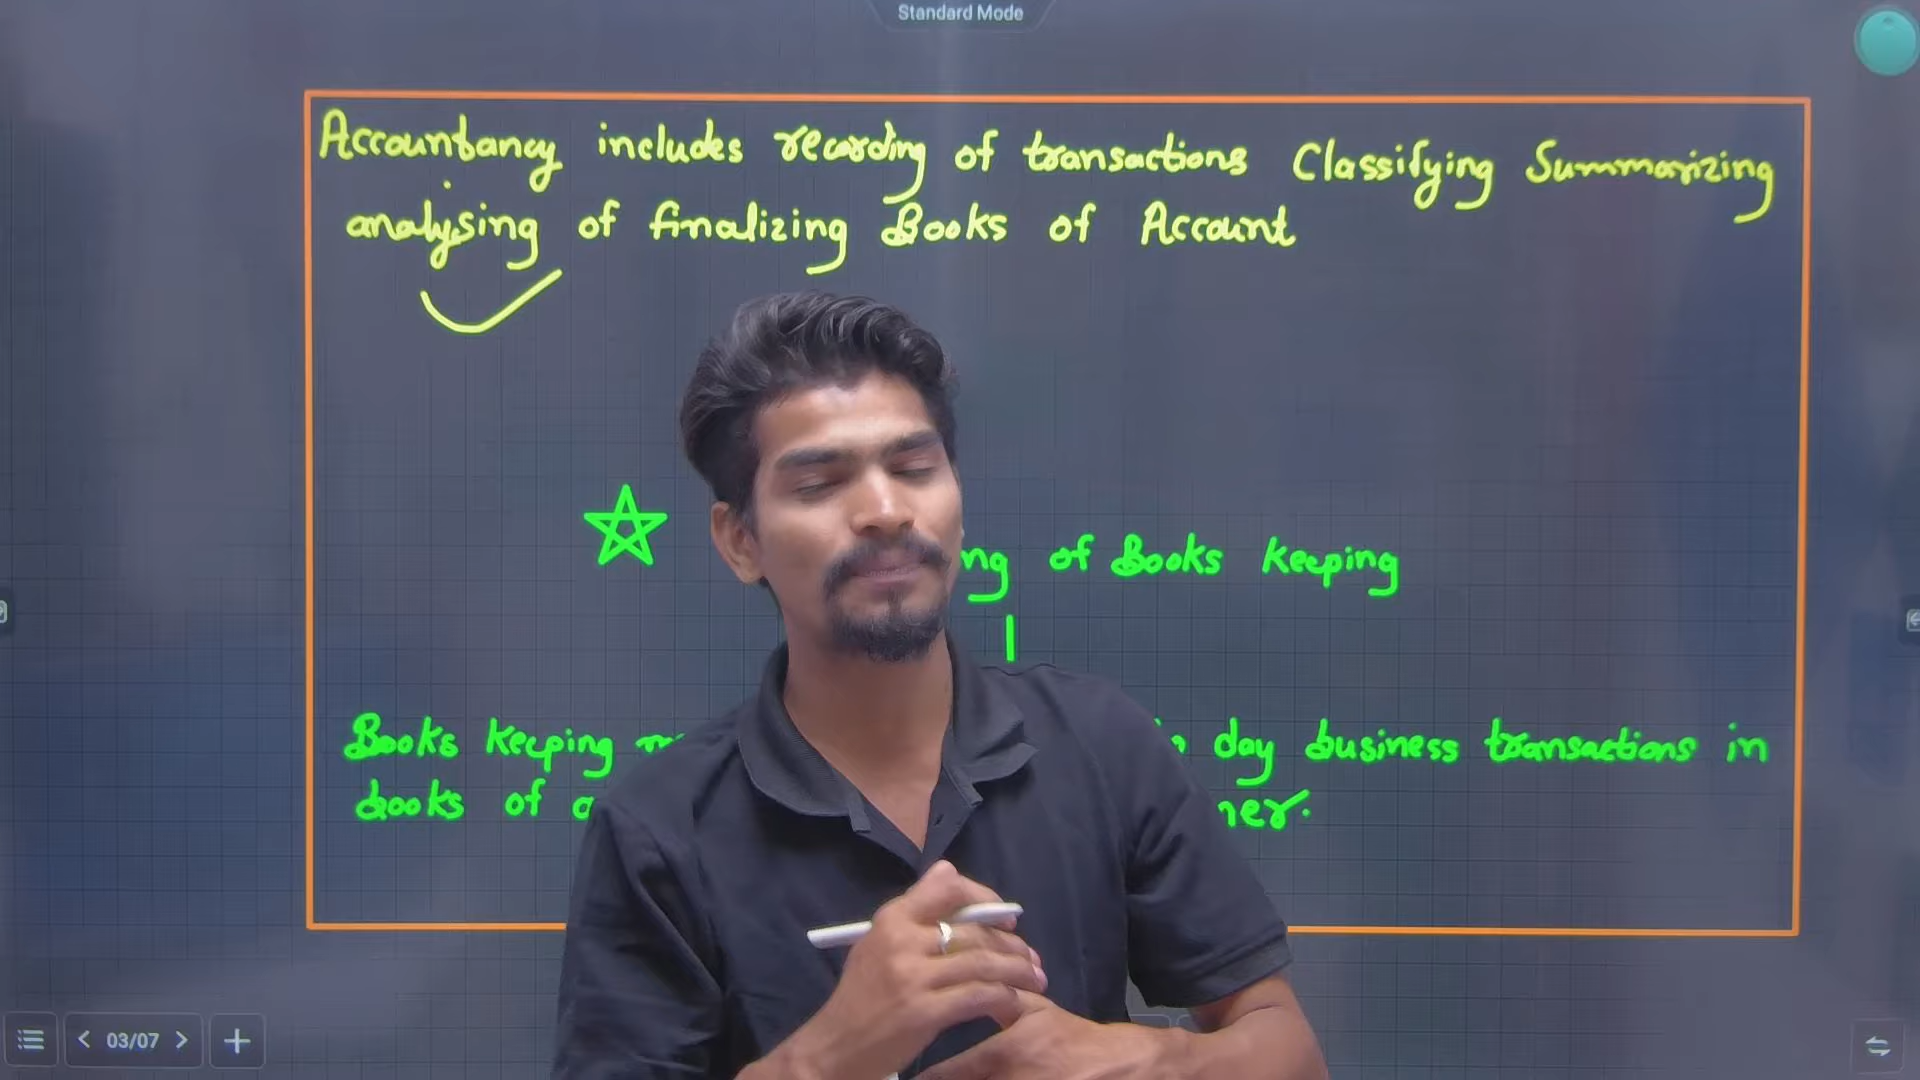 Standard Mode
Accountancy includes recording of transactions Classifying Summarizing
analysing of finalizing Books of Account
of Books keeping
Books keeping day business transactions in
books of
03/07